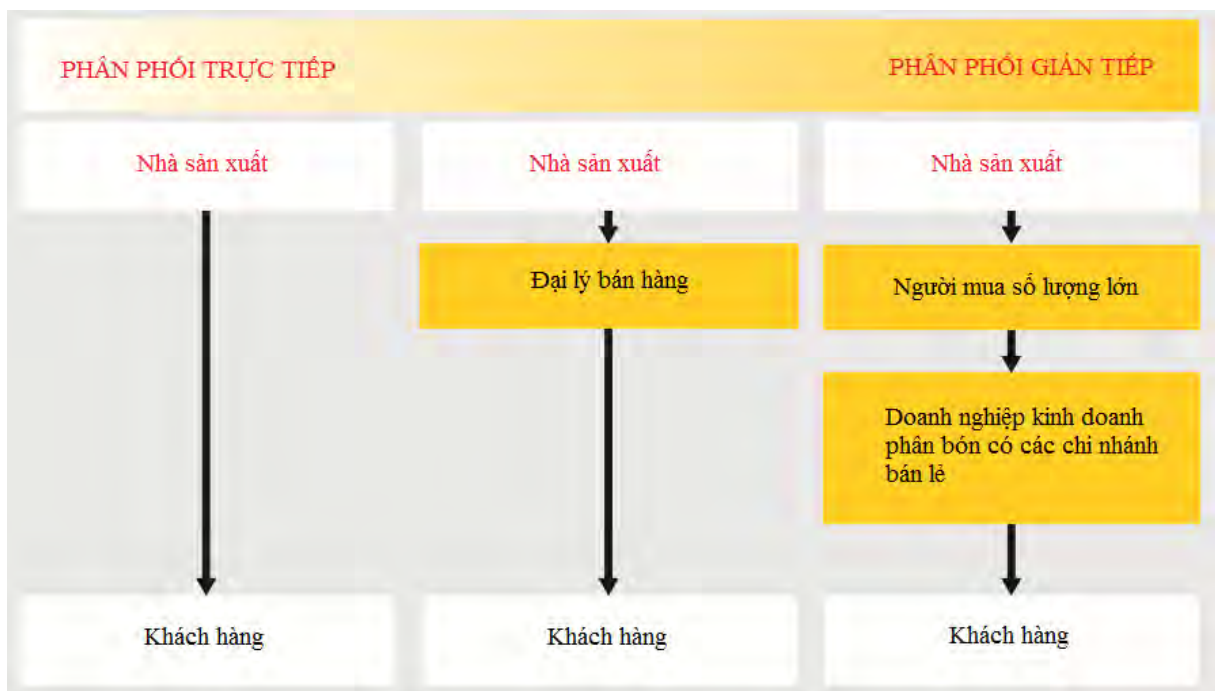 PHÂN PHỐI TRỰC TIẾP
PHÂN PHỐI GIÁN TIẾP
Nhà sản xuất
Nhà sản xuất
Nhà sản xuất
Đại lý bán hàng
Người mua số lượng lớn
Doanh nghiệp kinh doanh
phân bón có các chi nhánh
bán lẻ
Khách hàng
Khách hàng
Khách hàng